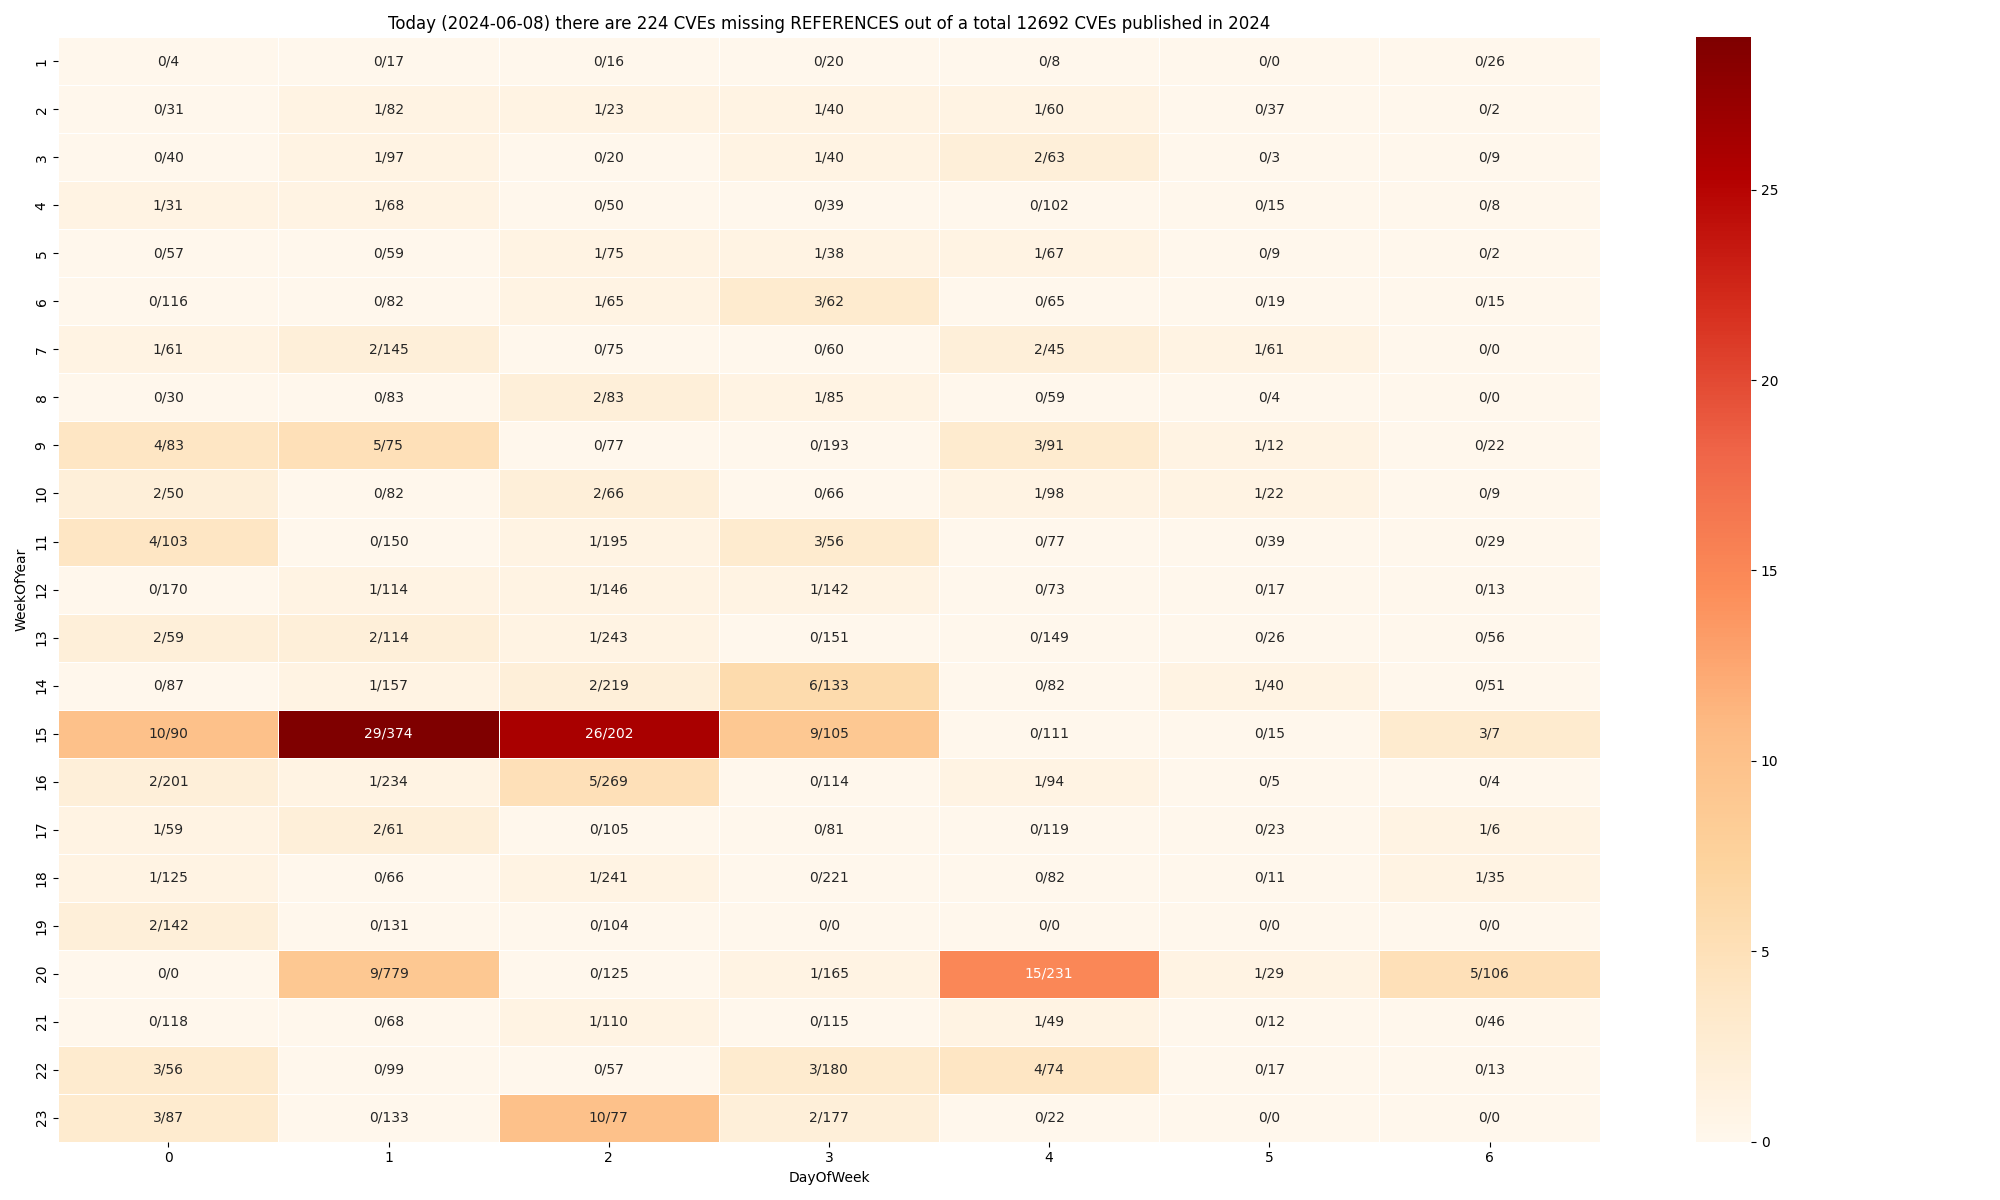 Today (2024-06-08) there are 224 CVEs missing REFERENCES out of a total 12692 CVEs published in 2024
1 0/4 0/17 0/16 0/20 0/8 0/0 0/26
2 0/31 1/82 1/23 1/40 1/60 0/37 0/2
3 0/40 1/97 0/20 1/40 2/63 0/3 0/9
4 1/31 1/68 0/50 0/39 0/102 0/15 0/8
5 0/57 0/59 1/75 1/38 1/67 0/9 0/2
6 0/116 0/82 1/65 3/62 0/65 0/19 0/15
7 1/61 2/145 0/75 0/60 2/45 1/61 0/0
8 0/30 0/83 2/83 1/85 0/59 0/4 0/0
9 4/83 5/75 0/77 0/193 3/91 1/12 0/22
10 2/50 0/82 2/66 0/66 1/98 1/22 0/9
11 4/103 0/150 1/195 3/56 0/77 0/39 0/29
12 0/170 1/114 1/146 1/142 0/73 0/17 0/13
13 2/59 2/114 1/243 0/151 0/149 0/26 0/56
14 0/87 1/157 2/219 6/133 0/82 1/40 0/51
15 10/90 29/374 26/202 9/105 0/111 0/15 3/7
16 2/201 1/234 5/269 0/114 1/94 0/5 0/4
17 1/59 2/61 0/105 0/81 0/119 0/23 1/6
18 1/125 0/66 1/241 0/221 0/82 0/11 1/35
19 2/142 0/131 0/104 0/0 0/0 0/0 0/0
20 0/0 9/779 0/125 1/165 15/231 1/29 5/106
21 0/118 0/68 1/110 0/115 1/49 0/12 0/46
22 3/56 0/99 0/57 3/180 4/74 0/17 0/13
23 3/87 0/133 10/77 2/177 0/22 0/0 0/0
0 1 2 3 4 5 6
DayOfWeek
WeekOfYear
25
20
15
10
5
0